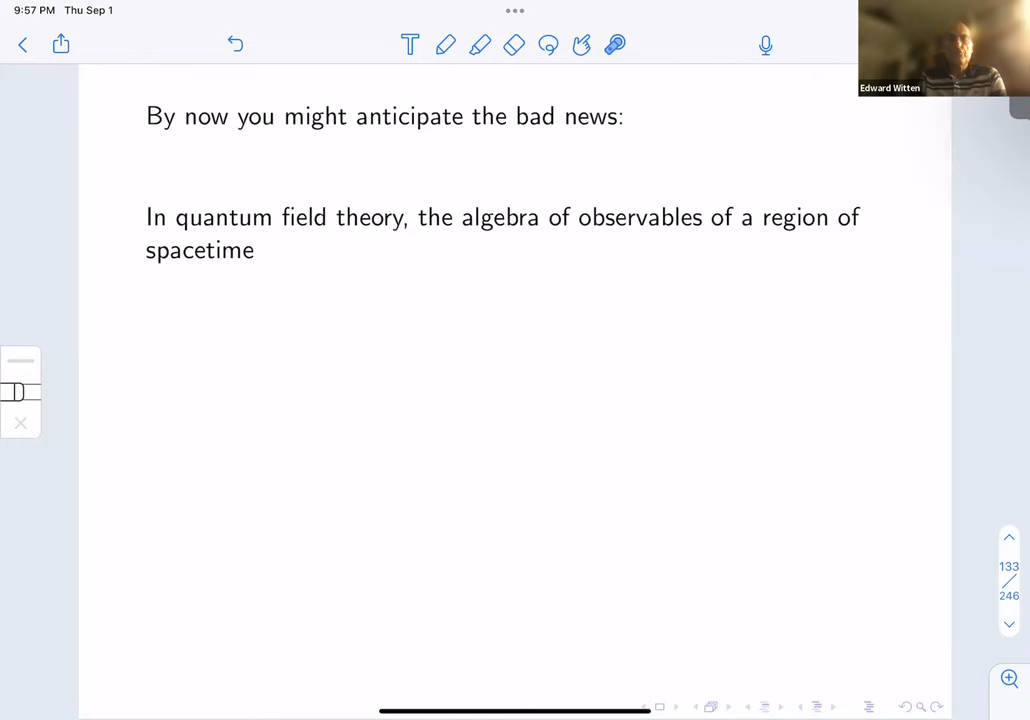 9:57 PM Thu Sep 1
Edward Witten
By now you might anticipate the bad news:
In quantum field theory, the algebra of observables of a region of
spacetime
133
246